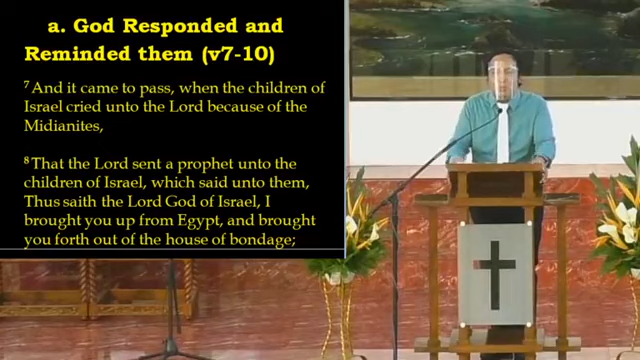 a. God Responded and
Reminded them (v7-10)
7 And it came to pass, when the children of
Israel cried unto the Lord because of the
Midianites,
8 That the Lord sent a prophet unto the
children of Israel, which said unto them,
Thus saith the Lord God of Israel, I
brought you up from Egypt, and brought
you forth out of the house of bondage;